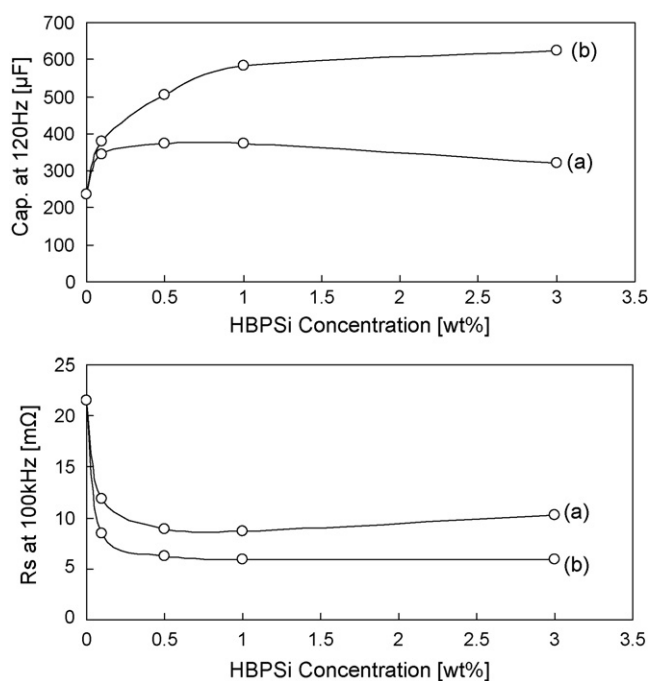 700
600
500
400
300
200
100
0
Cap. at 120Hz [µF]
(b)
(a)
0 0.5 1 1.5 2 2.5 3 3.5
HBPSi Concentration [wt%]
25
20
15
10
5
0
Rs at 100kHz [mΩ]
(a)
(b)
0 0.5 1 1.5 2 2.5 3 3.5
HBPSi Concentration [wt%]